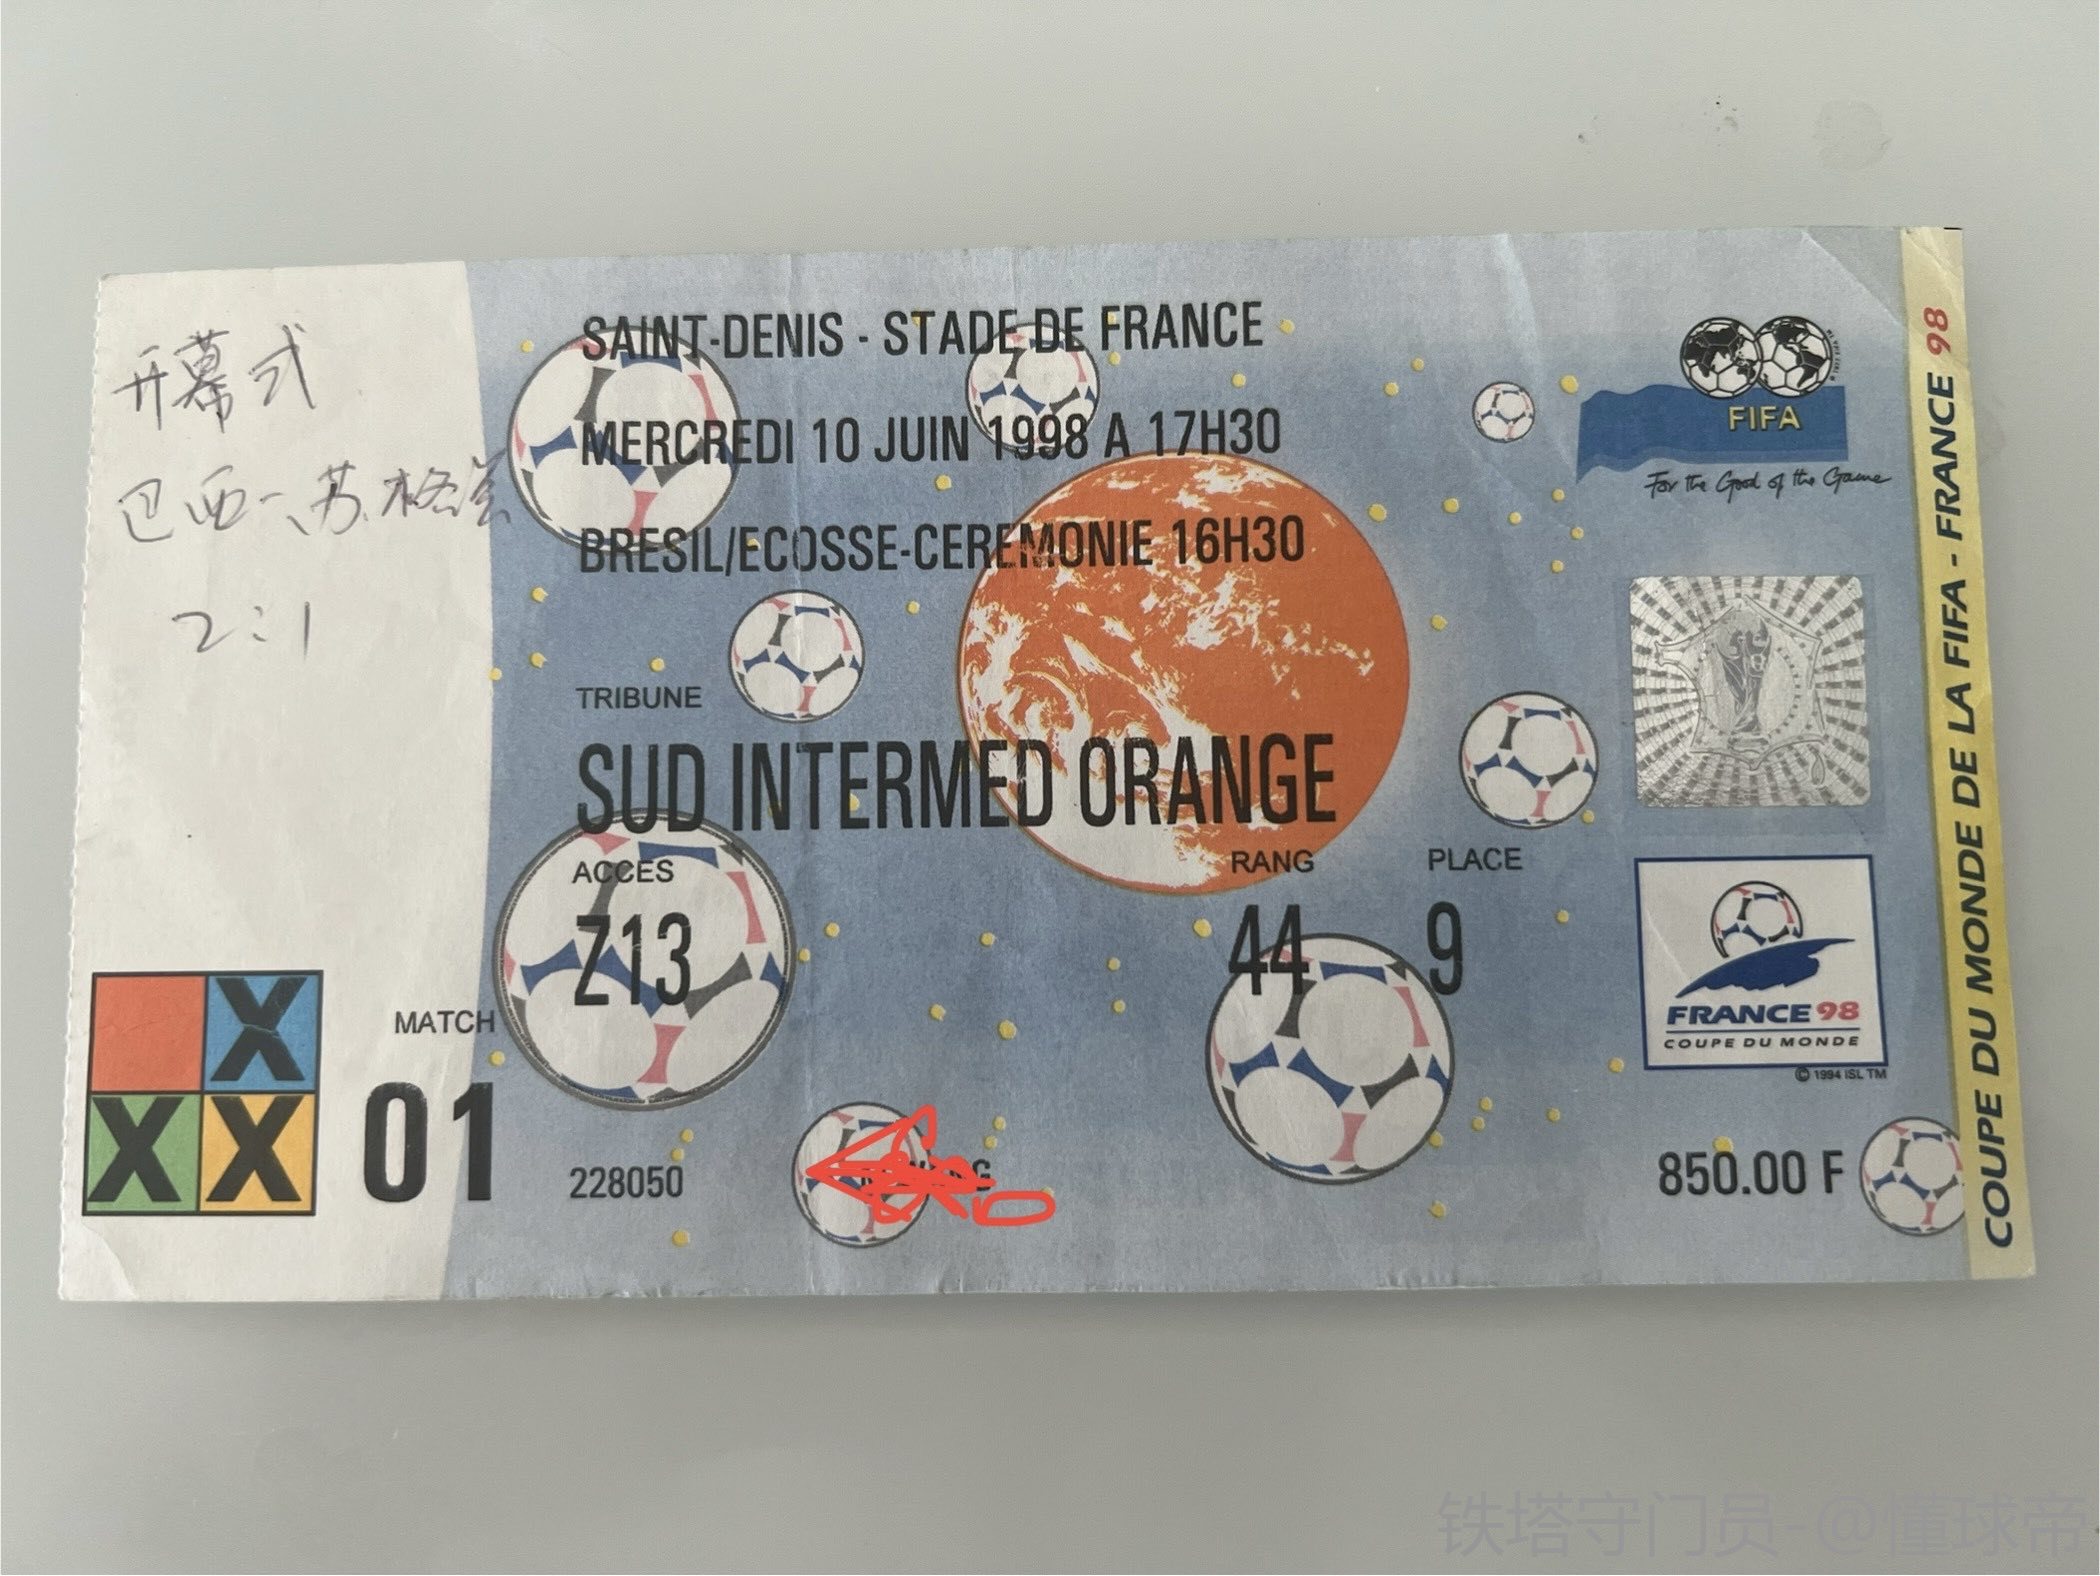 开幕式
巴西-苏格兰
2:1
SAINT-DENIS - STADE DE FRANCE
MERCREDI 10 JUIN 1998 A 17H30
BRESIL/ECOSSE-CEREMONIE 16H30
TRIBUNE
SUD INTERMED ORANGE
ACCES
Z13
RANG
44
PLACE
9
X
X X
MATCH
01
228050
850.00 F
FIFA
For the Good of the Game
FRANCE 98
COUPE DU MONDE
© 1994 ISL TM
COUPE DU MONDE DE LA FIFA - FRANCE 98
铁塔守门员-@懂球帝